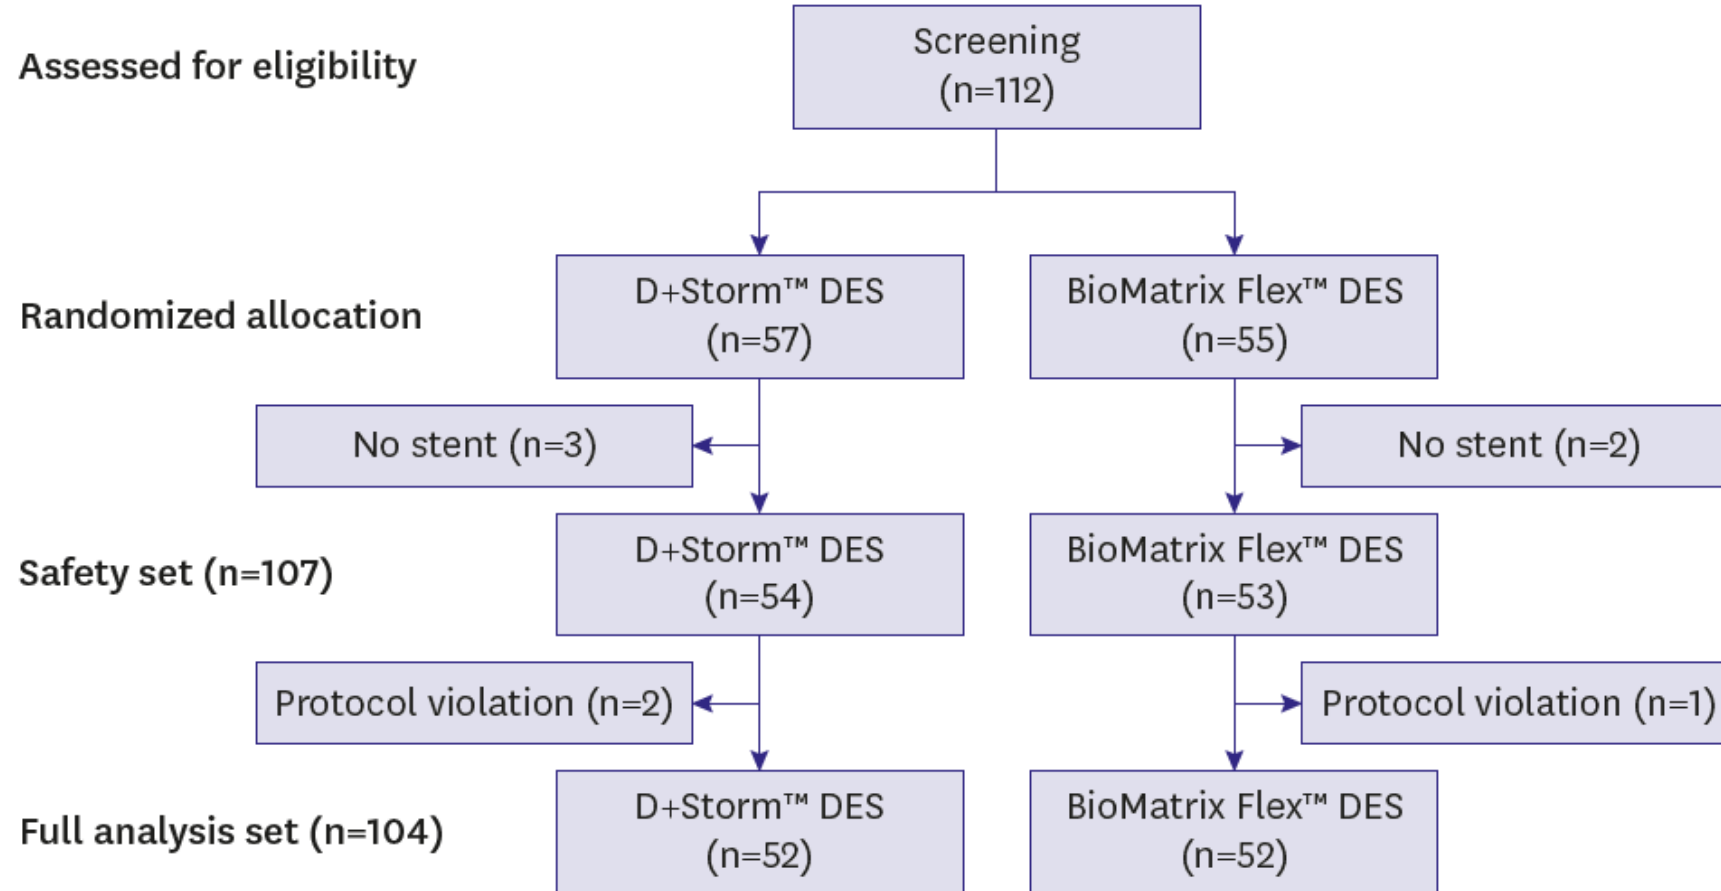 Assessed for eligibility
Screening
(n=112)
Randomized allocation
D+Storm™ DES
(n=57)
BioMatrix Flex™ DES
(n=55)
No stent (n=3)
No stent (n=2)
Safety set (n=107)
D+Storm™ DES
(n=54)
BioMatrix Flex™ DES
(n=53)
Protocol violation (n=2)
Protocol violation (n=1)
Full analysis set (n=104)
D+Storm™ DES
(n=52)
BioMatrix Flex™ DES
(n=52)